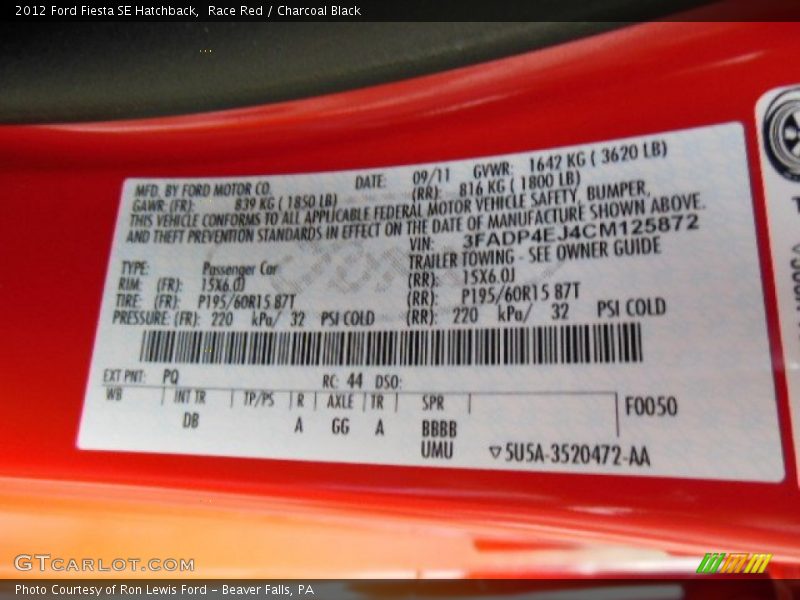 2012 Ford Fiesta SE Hatchback,  Race Red / Charcoal Black
MFD. BY FORD MOTOR CO. DATE: 09/11 GVWR: 1642 KG ( 3620 LB)
GAWR: (FR): 839 KG ( 1850 LB) (RR): 816 KG ( 1800 LB)
THIS VEHICLE CONFORMS TO ALL APPLICABLE FEDERAL MOTOR VEHICLE SAFETY, BUMPER,
AND THEFT PREVENTION STANDARDS IN EFFECT ON THE DATE OF MANUFACTURE SHOWN ABOVE.
VIN: 3FADP4EJ4CM125872
TYPE: Passenger Car TRAILER TOWING - SEE OWNER GUIDE
RIM: (FR): 15X6.0J (RR): 15X6.0J
TIRE: (FR): P195/60R15 87T (RR): P195/60R15 87T
PRESSURE: (FR): 220 kPa/ 32 PSI COLD (RR): 220 kPa/ 32 PSI COLD
EXT PNT: PQ RC: 44 DSO:
WB INT TR TP/PS R AXLE TR SPR F0050
DB A GG A BBBB
UMU 5U5A-3520472-AA
GTCARLOT.COM
Photo Courtesy of Ron Lewis Ford - Beaver Falls, PA